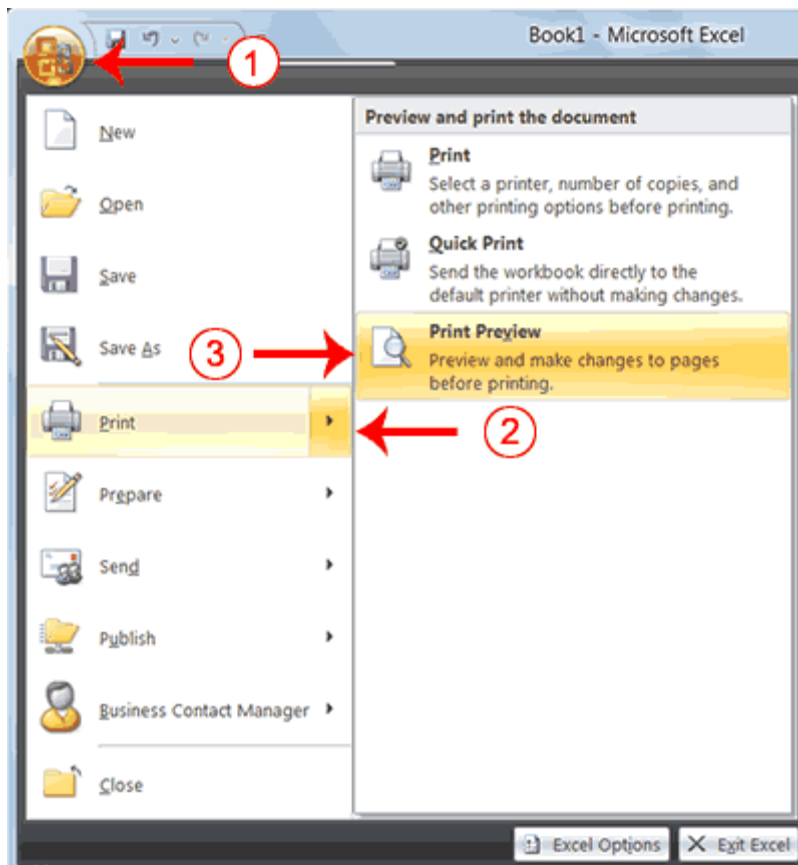 Book1 - Microsoft Excel
1
New
Open
Save
Save As
Print
Prepare
Send
Publish
Business Contact Manager
Close
Preview and print the document
Print
Select a printer, number of copies, and
other printing options before printing.
Quick Print
Send the workbook directly to the
default printer without making changes.
3
Print Preview
Preview and make changes to pages
before printing.
2
Excel Options
Exit Excel